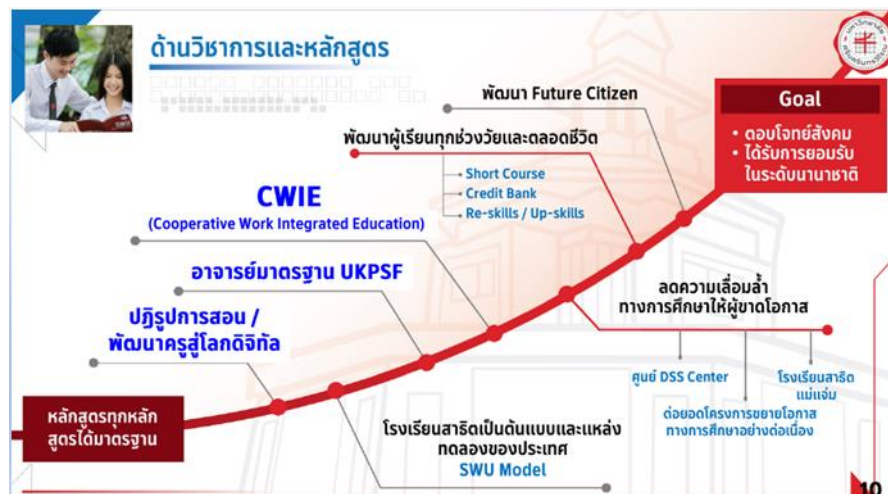 ด้านวิชาการและหลักสูตร
พัฒนา Future Citizen
Goal
• ตอบโจทย์สังคม
• ได้รับการยอมรับ
ในระดับนานาชาติ
พัฒนาผู้เรียนทุกช่วงวัยและตลอดชีวิต
Short Course
Credit Bank
Re-skills / Up-skills
CWIE
(Cooperative Work Integrated Education)
อาจารย์มาตรฐาน UKPSF
ปฏิรูปการสอน /
พัฒนาครูสู่โลกดิจิทัล
ลดความเลื่อมล้ำ
ทางการศึกษาให้ผู้ขาดโอกาส
ศูนย์ DSS Center
โรงเรียนสาธิต
แม่แจ่ม
ต่อยอดโครงการขยายโอกาส
ทางการศึกษาอย่างต่อเนื่อง
หลักสูตรทุกหลัก
สูตรได้มาตรฐาน
โรงเรียนสาธิตเป็นต้นแบบและแหล่ง
ทดลองของประเทศ
SWU Model
10